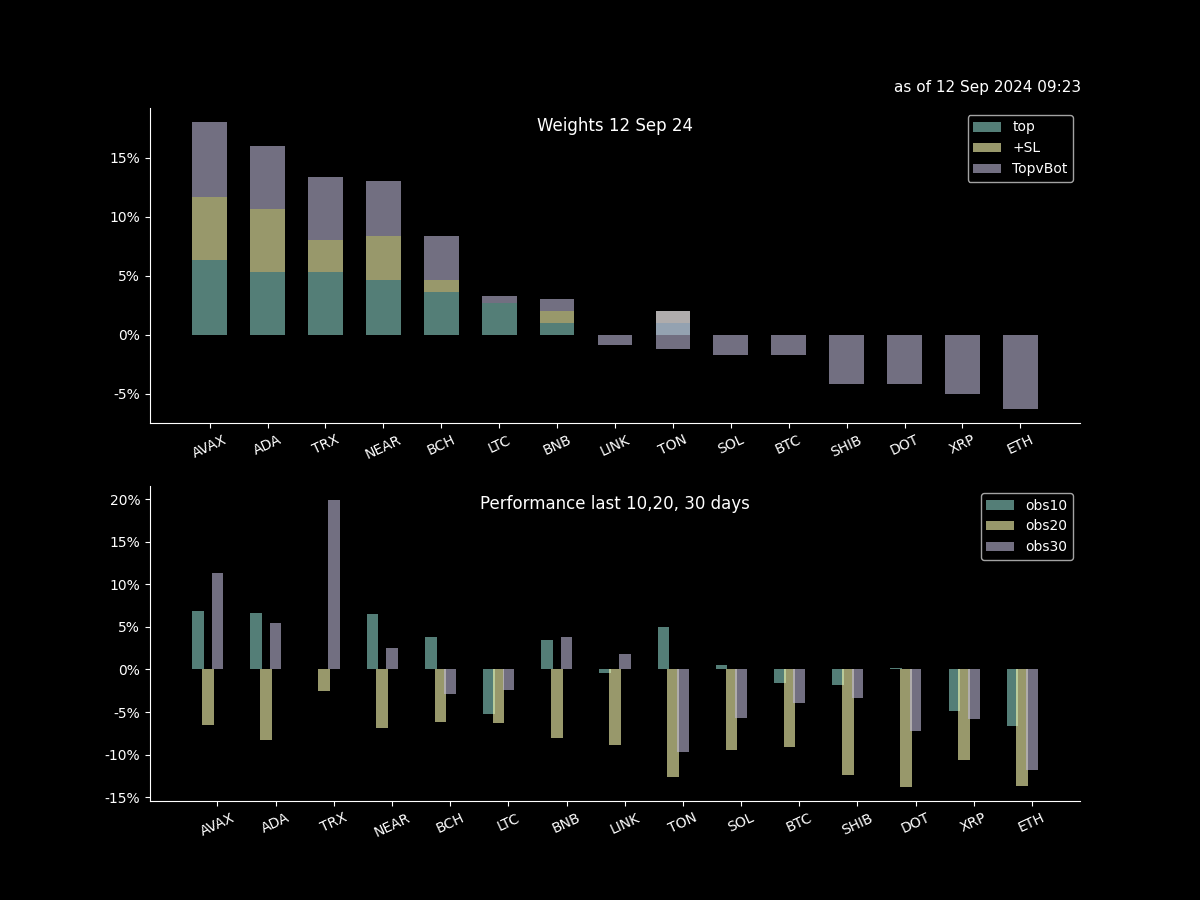 as of 12 Sep 2024 09:23
Weights 12 Sep 24
top
+SL
TopvBot
15%
10%
5%
0%
-5%
AVAX ADA TRX NEAR BCH LTC BNB LINK TON SOL BTC SHIB DOT XRP ETH
Performance last 10,20, 30 days
obs10
obs20
obs30
20%
15%
10%
5%
0%
-5%
-10%
-15%
AVAX ADA TRX NEAR BCH LTC BNB LINK TON SOL BTC SHIB DOT XRP ETH